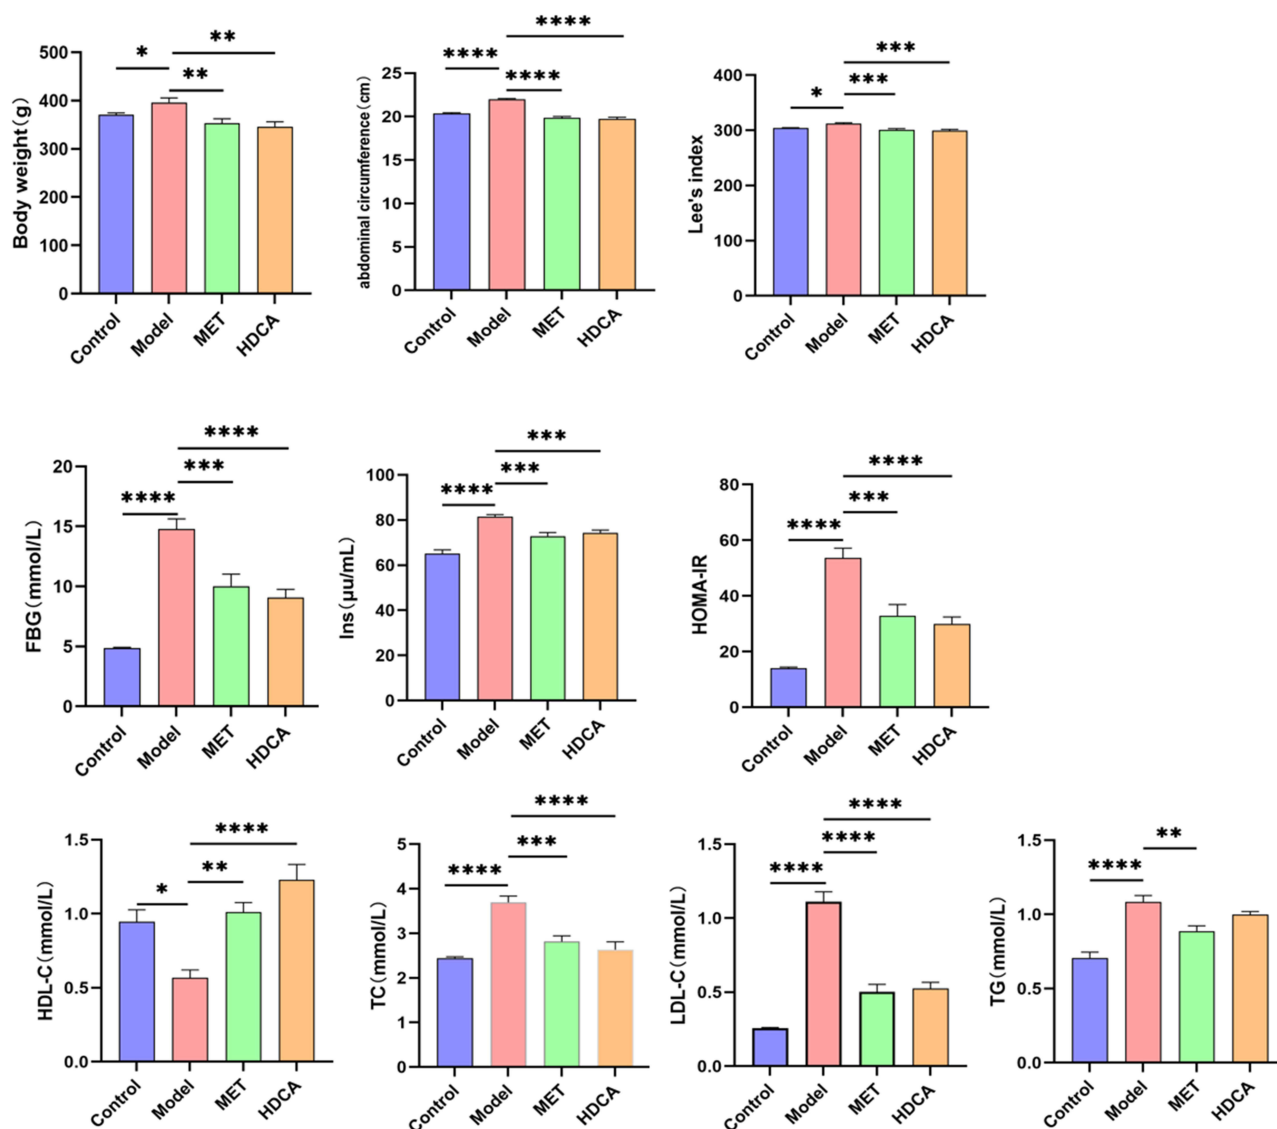 Body weight(g)
500
400
300
200
100
0
*
**
**
Control
Model
MET
HDCA
abdominal circumference(cm)
25
20
15
10
5
0
****
****
****
Control
Model
MET
HDCA
Lee's index
400
300
200
100
0
***
*
***
Control
Model
MET
HDCA
FBG(mmol/L)
20
15
10
5
0
****
***
****
Control
Model
MET
HDCA
Ins(μu/mL)
100
80
60
40
20
0
***
***
****
Control
Model
MET
HDCA
HOMA-IR
80
60
40
20
0
****
***
****
Control
Model
MET
HDCA
HDL-C(mmol/L)
1.5
1.0
0.5
0.0
****
**
*
Control
Model
MET
HDCA
TC(mmol/L)
5
4
3
2
1
0
****
***
****
Control
Model
MET
HDCA
LDL-C(mmol/L)
1.5
1.0
0.5
0.0
****
****
****
Control
Model
MET
HDCA
TG(mmol/L)
1.5
1.0
0.5
0.0
**
****
Control
Model
MET
HDCA